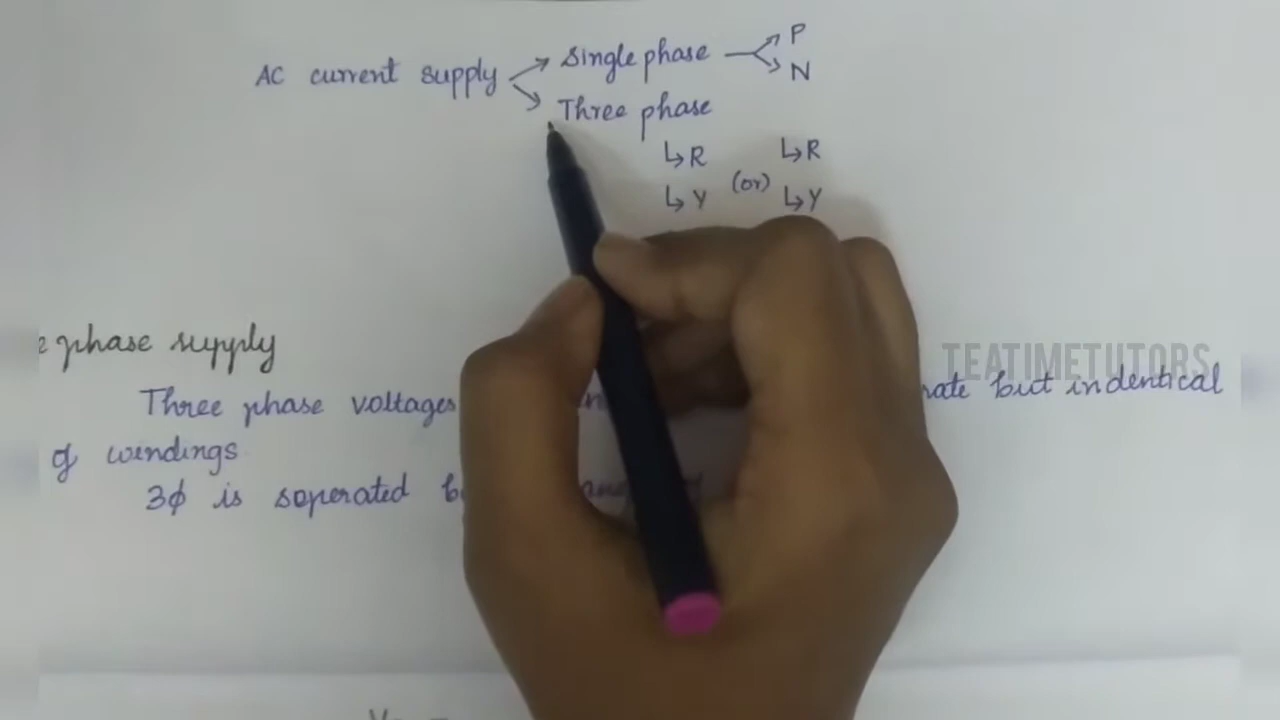 AC current supply Single phase P
N
Three phase
↳R ↳R
↳Y (or) ↳Y
phase supply
TEATIMETUTORS
Three phase voltages but indentical
of windings
3φ is seperated